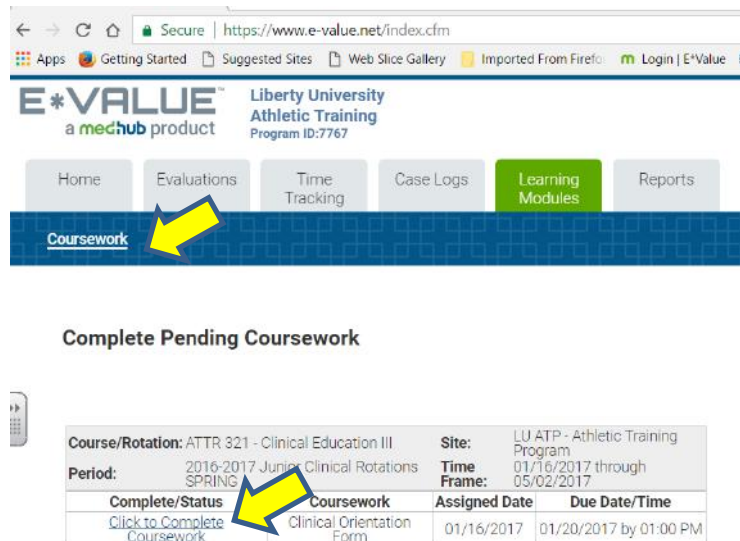 Secure | https://www.e-value.net/index.cfm
Apps Getting Started Suggested Sites Web Slice Gallery Imported From Firefo Login | E*Value
E*VALUE™ Liberty University
a medhub product Athletic Training
Program ID:7767
Home Evaluations Time Tracking Case Logs Learning Modules Reports
Coursework
Complete Pending Coursework
Course/Rotation: ATTR 321 - Clinical Education III Site: LU ATP - Athletic Training Program
Period: 2016-2017 Junior Clinical Rotations SPRING Time Frame: 01/16/2017 through 05/02/2017
Complete/Status Coursework Assigned Date Due Date/Time
Click to Complete Coursework Clinical Orientation Form 01/16/2017 01/20/2017 by 01:00 PM